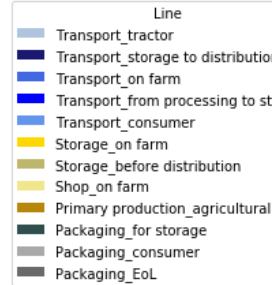 Line
Transport_tractor
Transport_storage to distribution
Transport_on farm
Transport_from processing to st
Transport_consumer
Storage_on farm
Storage_before distribution
Shop_on farm
Primary production_agricultural
Packaging_for storage
Packaging_consumer
Packaging_EoL